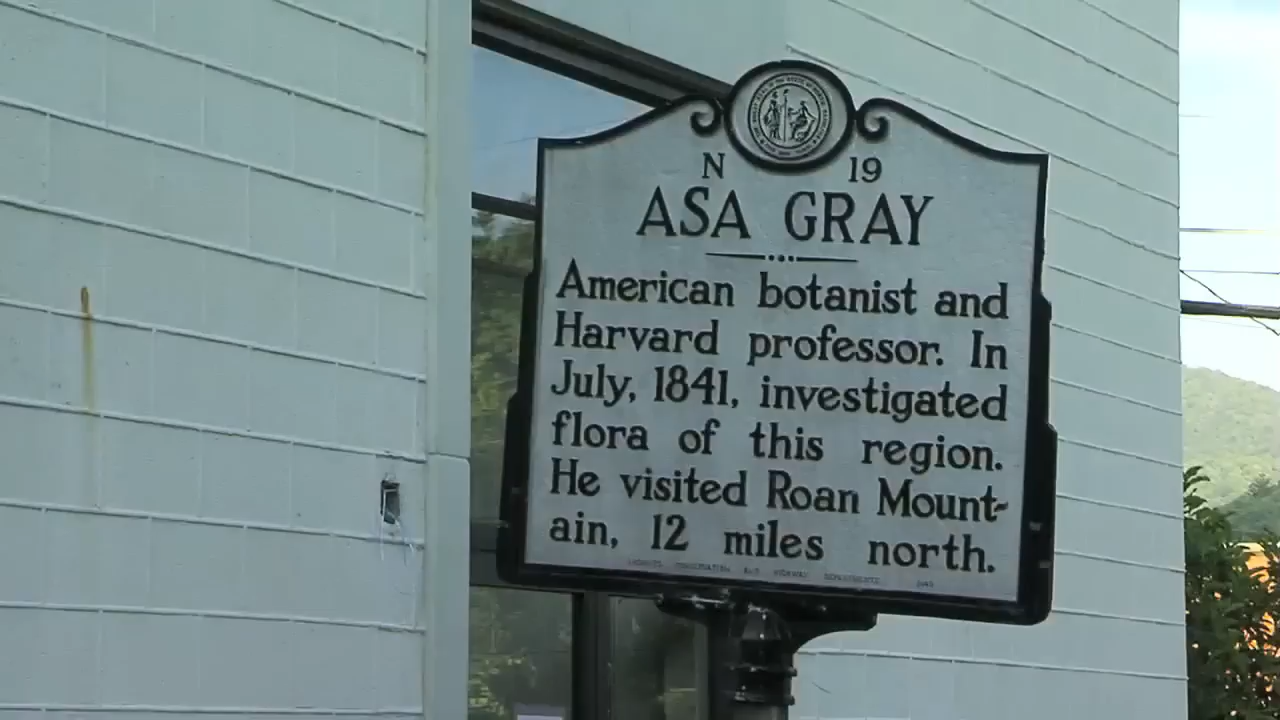 N 19
ASA GRAY
American botanist and
Harvard professor. In
July, 1841, investigated
flora of this region.
He visited Roan Mount-
ain, 12 miles north.